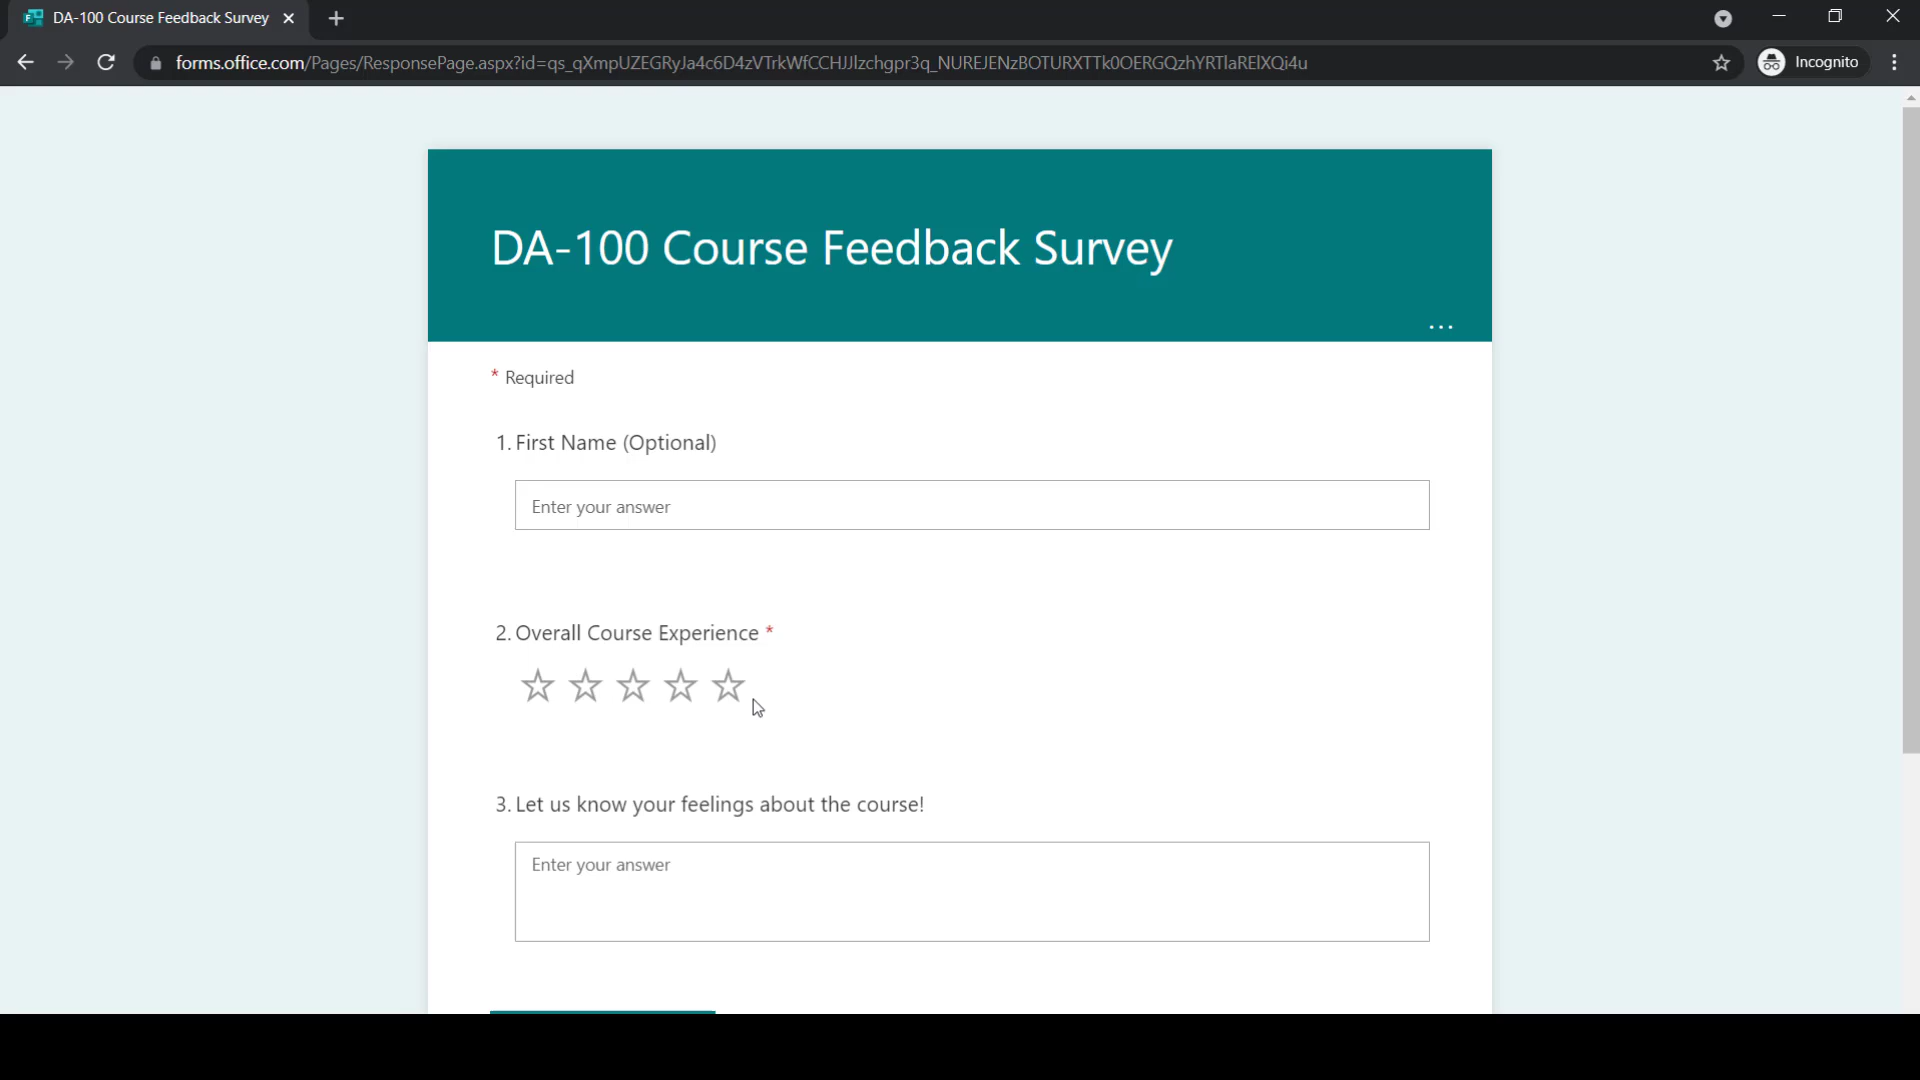 DA-100 Course Feedback Survey
forms.office.com/Pages/ResponsePage.aspx?id=qs_qXmpUZEGRyJa4c6D4zVTrkWfCCHJJlzchgpr3q_NUREJENzBOTURXTTk0OERGQzhYRTlaRElXQi4u
Incognito
DA-100 Course Feedback Survey
...
* Required
1. First Name (Optional)
Enter your answer
2. Overall Course Experience *
3. Let us know your feelings about the course!
Enter your answer